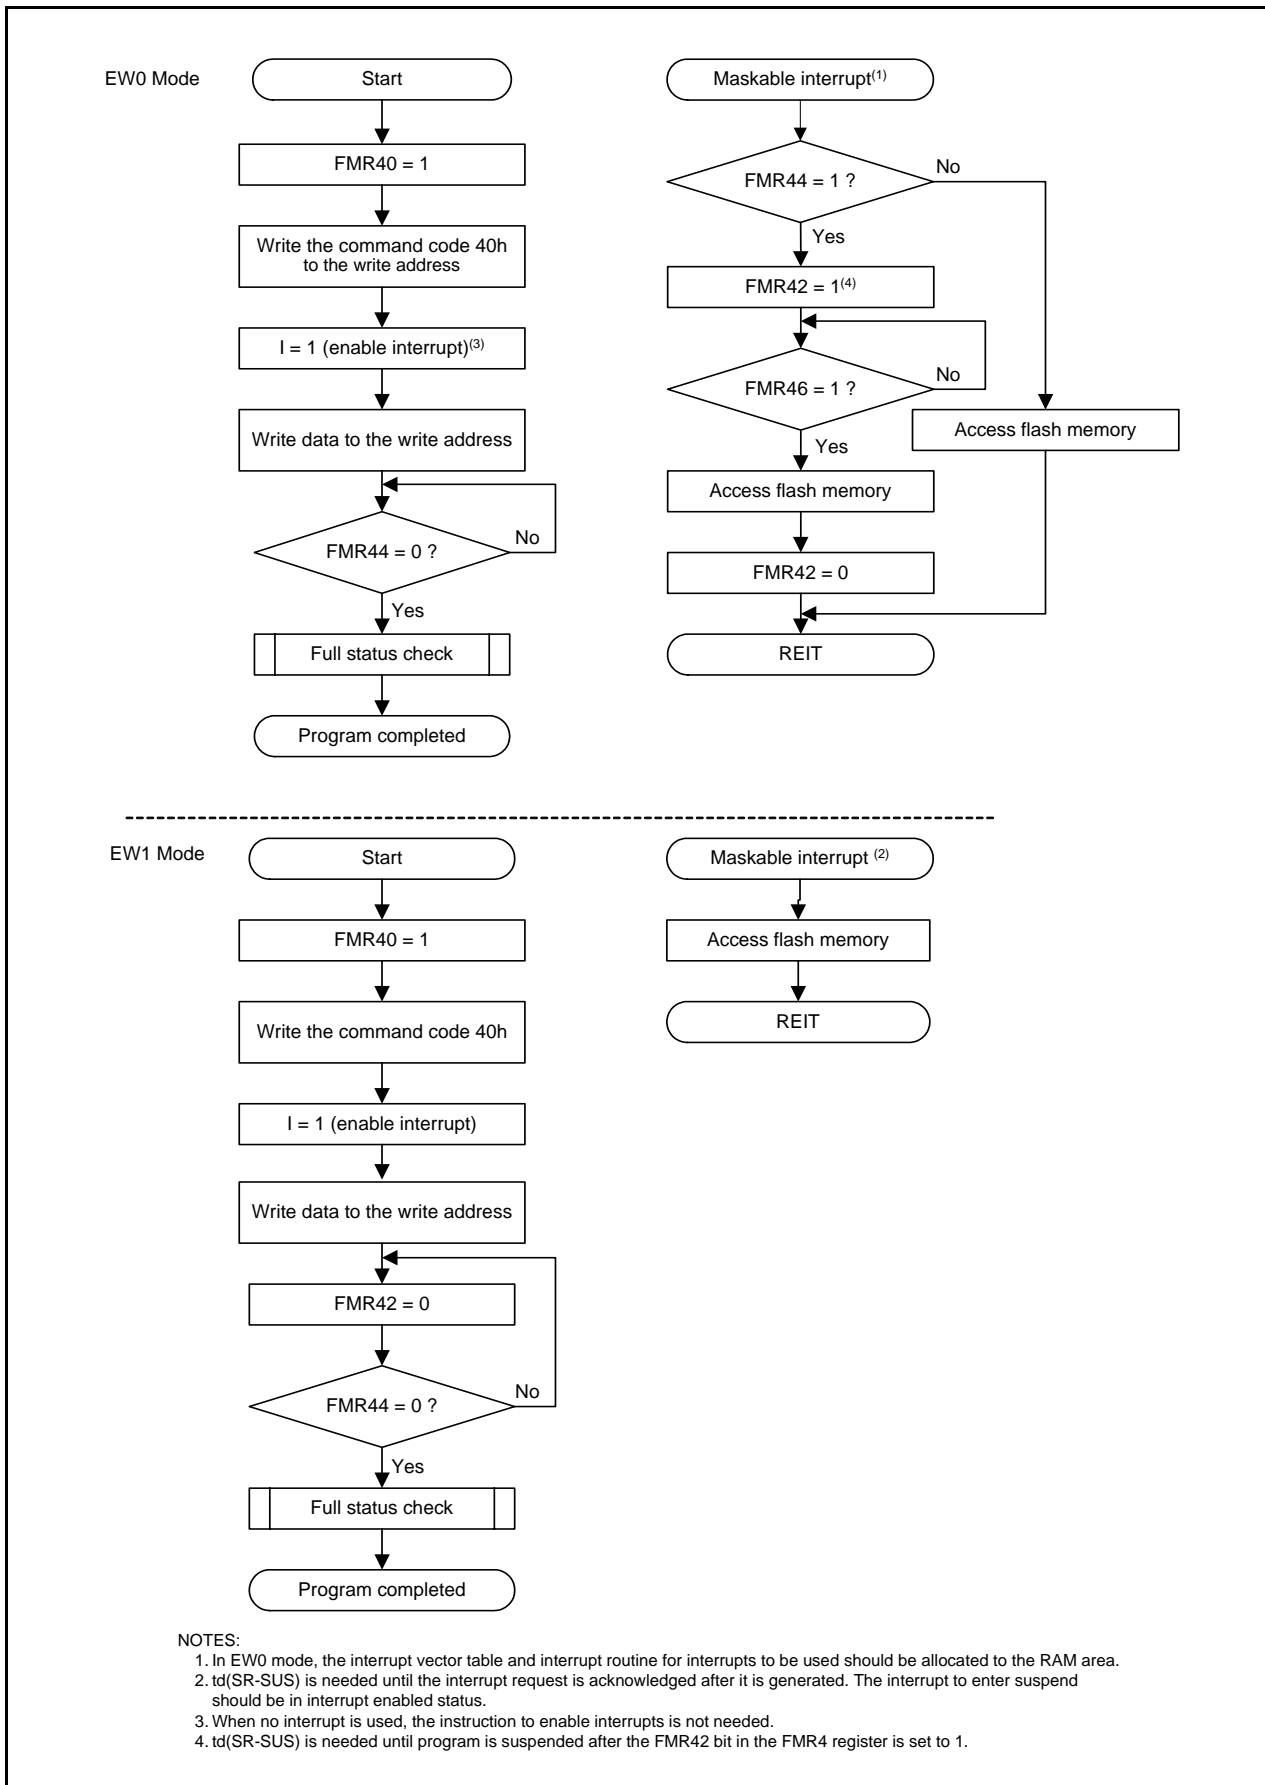 EW0 Mode
Start
FMR40 = 1
Write the command code 40h
to the write address
I = 1 (enable interrupt)(3)
Write data to the write address
FMR44 = 0 ?
No
Yes
Full status check
Program completed
Maskable interrupt(1)
FMR44 = 1 ?
No
Yes
FMR42 = 1(4)
FMR46 = 1 ?
No
Yes
Access flash memory
Access flash memory
FMR42 = 0
REIT
EW1 Mode
Start
FMR40 = 1
Write the command code 40h
I = 1 (enable interrupt)
Write data to the write address
FMR42 = 0
FMR44 = 0 ?
No
Yes
Full status check
Program completed
Maskable interrupt (2)
Access flash memory
REIT
NOTES:
1. In EW0 mode, the interrupt vector table and interrupt routine for interrupts to be used should be allocated to the RAM area.
2. td(SR-SUS) is needed until the interrupt request is acknowledged after it is generated. The interrupt to enter suspend
should be in interrupt enabled status.
3. When no interrupt is used, the instruction to enable interrupts is not needed.
4. td(SR-SUS) is needed until program is suspended after the FMR42 bit in the FMR4 register is set to 1.